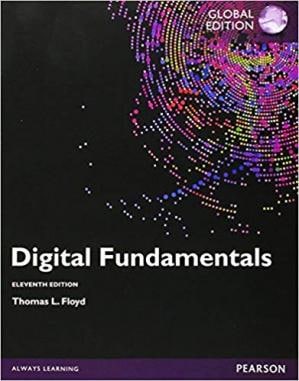 GLOBAL
EDITION
Digital Fundamentals
ELEVENTH EDITION
Thomas L. Floyd
ALWAYS LEARNING
PEARSON